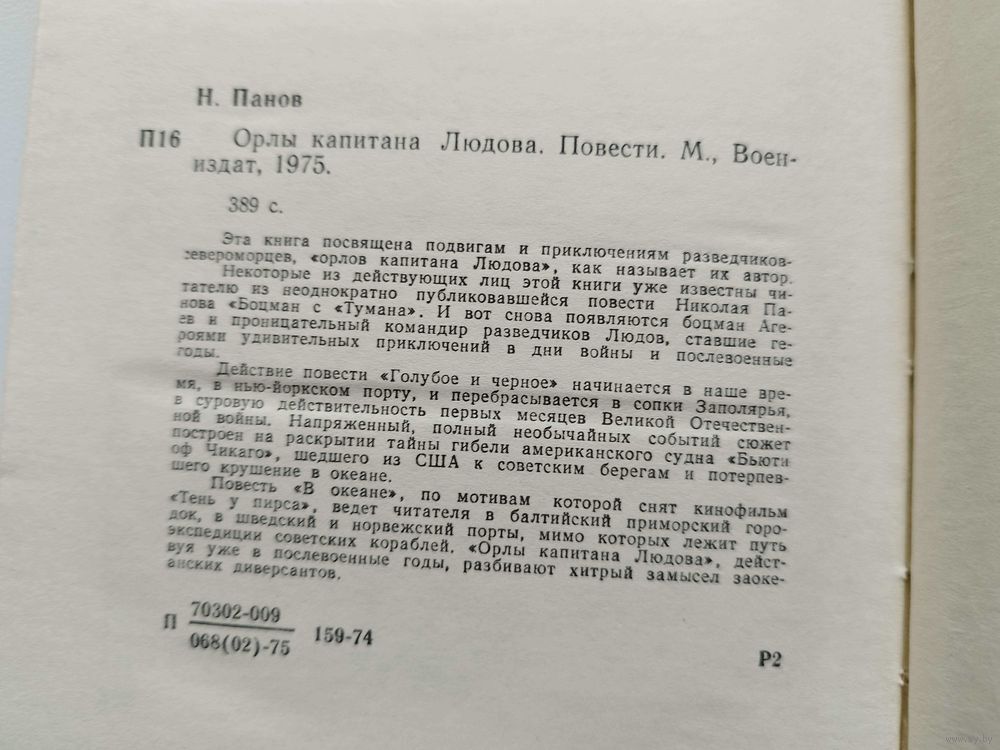 Н. Панов
П16 Орлы капитана Людова. Повести. М., Воен-
издат, 1975.
389 с.
Эта книга посвящена подвигам и приключениям разведчиков-
североморцев, «орлов капитана Людова», как называет их автор.
Некоторые из действующих лиц этой книги уже известны чи-
тателю из неоднократно публиковавшейся повести Николая Па-
нова «Боцман с «Тумана». И вот снова появляются боцман Аге-
ев и проницательный командир разведчиков Людов, ставшие ге-
роями удивительных приключений в дни войны и послевоенные
годы.
Действие повести «Голубое и черное» начинается в наше вре-
мя, в нью-йоркском порту, и перебрасывается в сопки Заполярья,
в суровую действительность первых месяцев Великой Отечествен-
ной войны. Напряженный, полный необычайных событий сюжет
построен на раскрытии тайны гибели американского судна «Бьюти
оф Чикаго», шедшего из США к советским берегам и потерпев-
шего крушение в океане.
Повесть «В океане», по мотивам которой снят кинофильм
«Тень у пирса», ведет читателя в балтийский приморский горо-
док, в шведский и норвежский порты, мимо которых лежит путь
экспедиции советских кораблей. «Орлы капитана Людова», дейст-
вуя уже в послевоенные годы, разбивают хитрый замысел заоке-
анских диверсантов.
П 70302-009
068(02)-75 159-74
Р2
www.ay.by